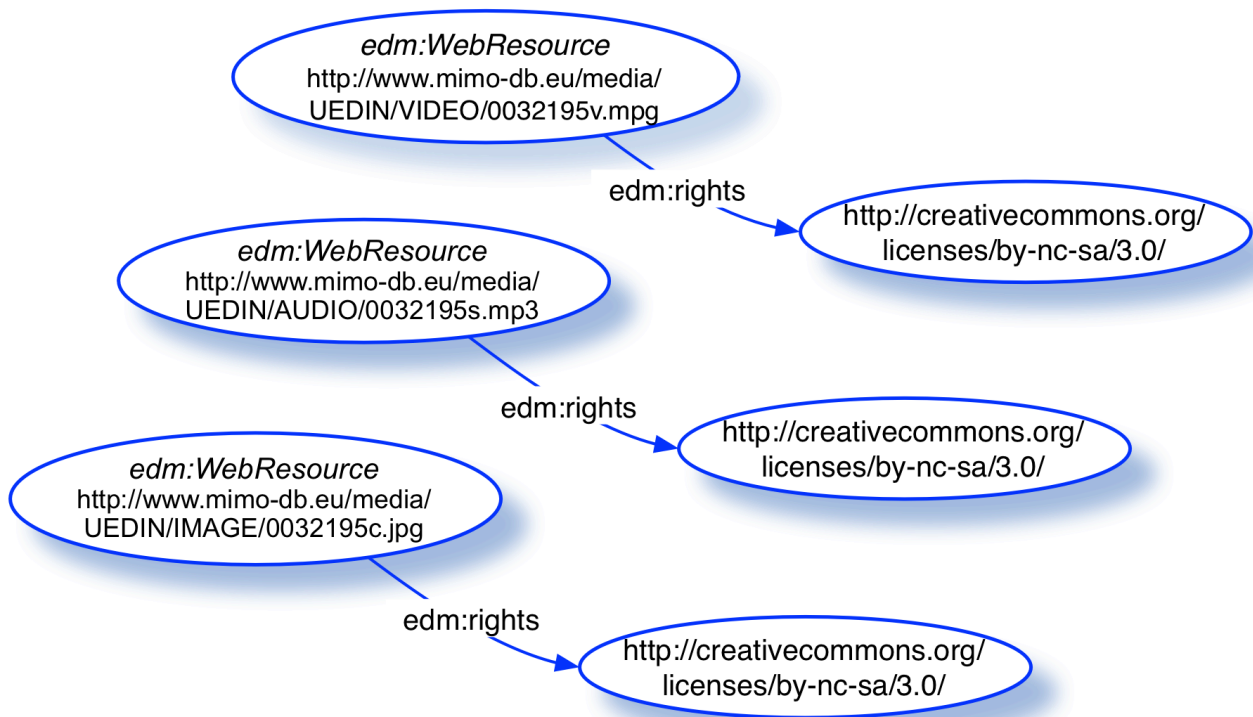 edm:WebResource
http://www.mimo-db.eu/media/
UEDIN/VIDEO/0032195v.mpg
edm:rights
http://creativecommons.org/
licenses/by-nc-sa/3.0/
edm:WebResource
http://www.mimo-db.eu/media/
UEDIN/AUDIO/0032195s.mp3
edm:rights
http://creativecommons.org/
licenses/by-nc-sa/3.0/
edm:WebResource
http://www.mimo-db.eu/media/
UEDIN/IMAGE/0032195c.jpg
edm:rights
http://creativecommons.org/
licenses/by-nc-sa/3.0/